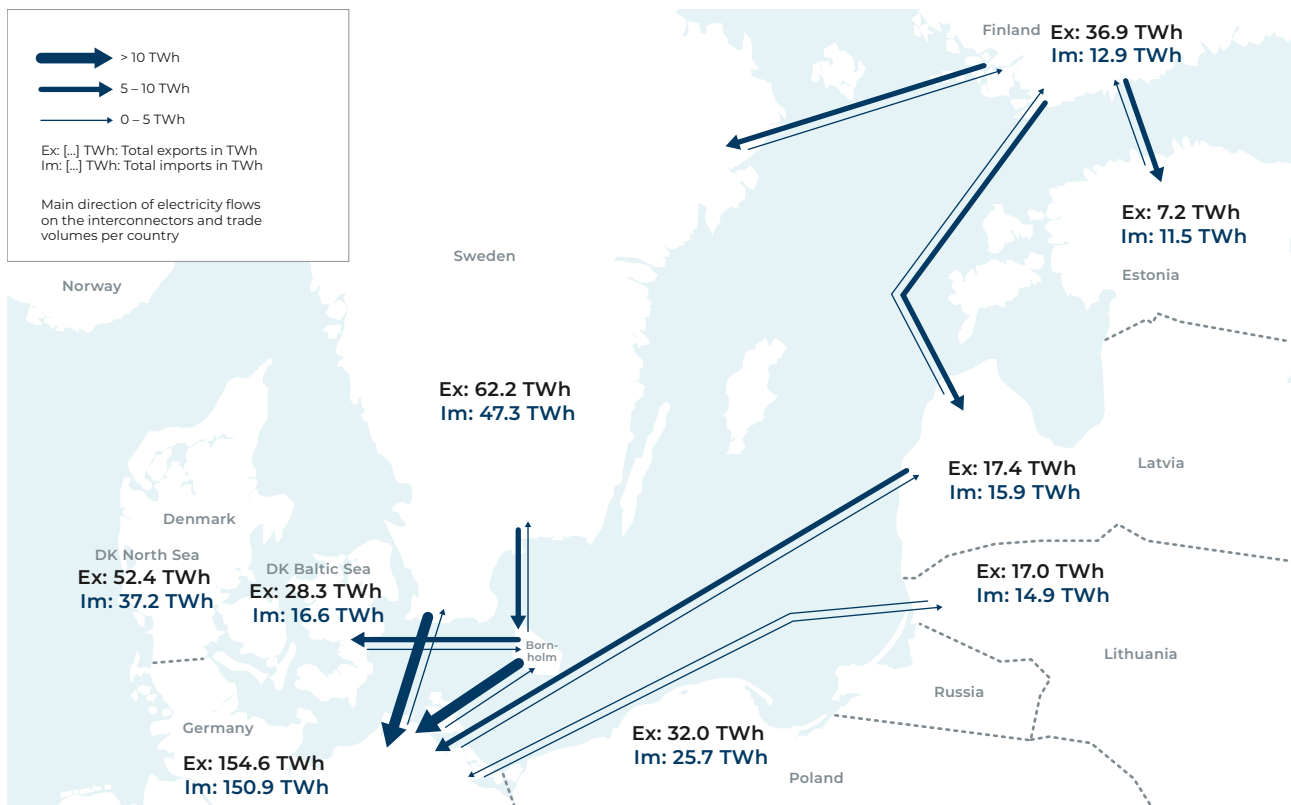 > 10 TWh
5 – 10 TWh
0 – 5 TWh
Ex: [...] TWh: Total exports in TWh
Im: [...] TWh: Total imports in TWh
Main direction of electricity flows
on the interconnectors and trade
volumes per country
Finland
Ex: 36.9 TWh
Im: 12.9 TWh
Ex: 7.2 TWh
Im: 11.5 TWh
Estonia
Sweden
Norway
Ex: 62.2 TWh
Im: 47.3 TWh
Ex: 17.4 TWh
Im: 15.9 TWh
Latvia
Denmark
DK North Sea
Ex: 52.4 TWh
Im: 37.2 TWh
DK Baltic Sea
Ex: 28.3 TWh
Im: 16.6 TWh
Ex: 17.0 TWh
Im: 14.9 TWh
Lithuania
Born-
holm
Russia
Germany
Ex: 154.6 TWh
Im: 150.9 TWh
Ex: 32.0 TWh
Im: 25.7 TWh
Poland